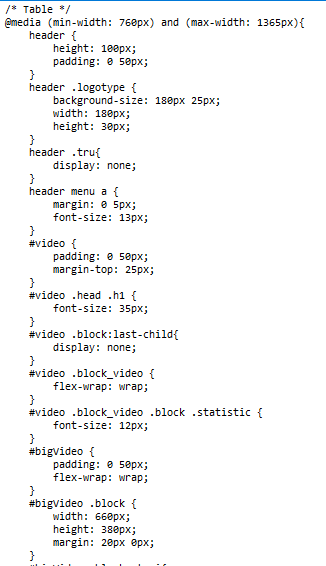 /* Table */
@media (min-width: 760px) and (max-width: 1365px){
header {
height: 100px;
padding: 0 50px;
}
header .logotype {
background-size: 180px 25px;
width: 180px;
height: 30px;
}
header .tru{
display: none;
}
header menu a {
margin: 0 5px;
font-size: 13px;
}
#video {
padding: 0 50px;
margin-top: 25px;
}
#video .head .h1 {
font-size: 35px;
}
#video .block:last-child{
display: none;
}
#video .block_video {
flex-wrap: wrap;
}
#video .block_video .block .statistic {
font-size: 12px;
}
#bigVideo {
padding: 0 50px;
flex-wrap: wrap;
}
#bigVideo .block {
width: 660px;
height: 380px;
margin: 20px 0px;
}